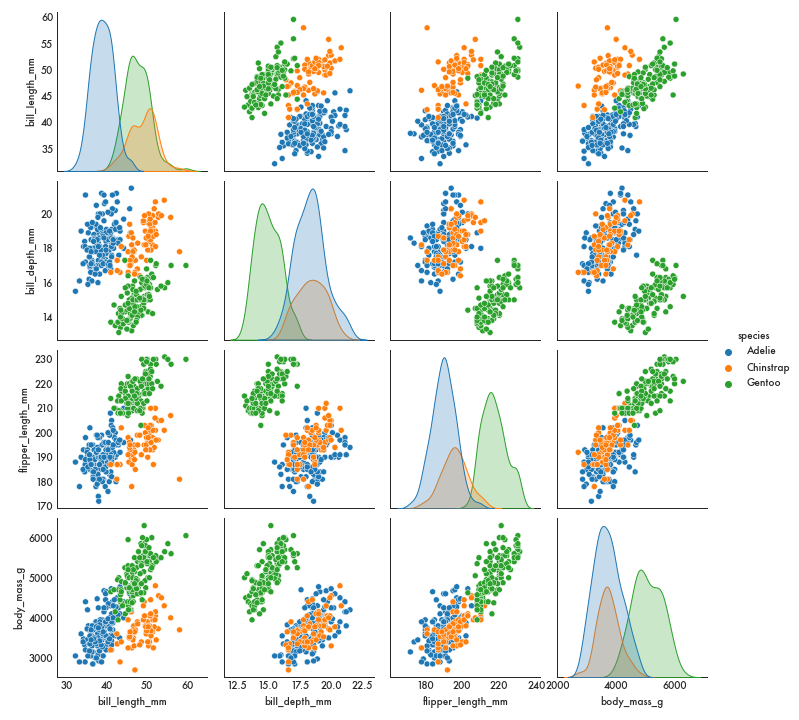 60
55
50
45
40
35
bill_length_mm
20
18
16
14
bill_depth_mm
species
Adelie
Chinstrap
Gentoo
230
220
210
200
190
180
170
flipper_length_mm
6000
5000
4000
3000
body_mass_g
30 40 50 60
bill_length_mm
12.5 15.0 17.5 20.0 22.5
bill_depth_mm
180 200 220 240
flipper_length_mm
2000 4000 6000
body_mass_g